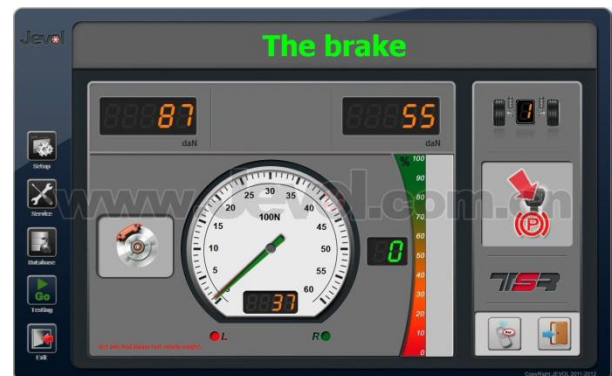 Jevol
The brake
87
daN
55
daN
1
Setup
Service
Database
Go
Testing
Exit
www.jevol.com.cn
5
10
15
20
25
30
35
40
45
50
55
60
100N
37
L
R
%
100
90
80
70
60
50
40
30
20
10
0
0
P
TSR
CopyRight JEVOL 2011-2012